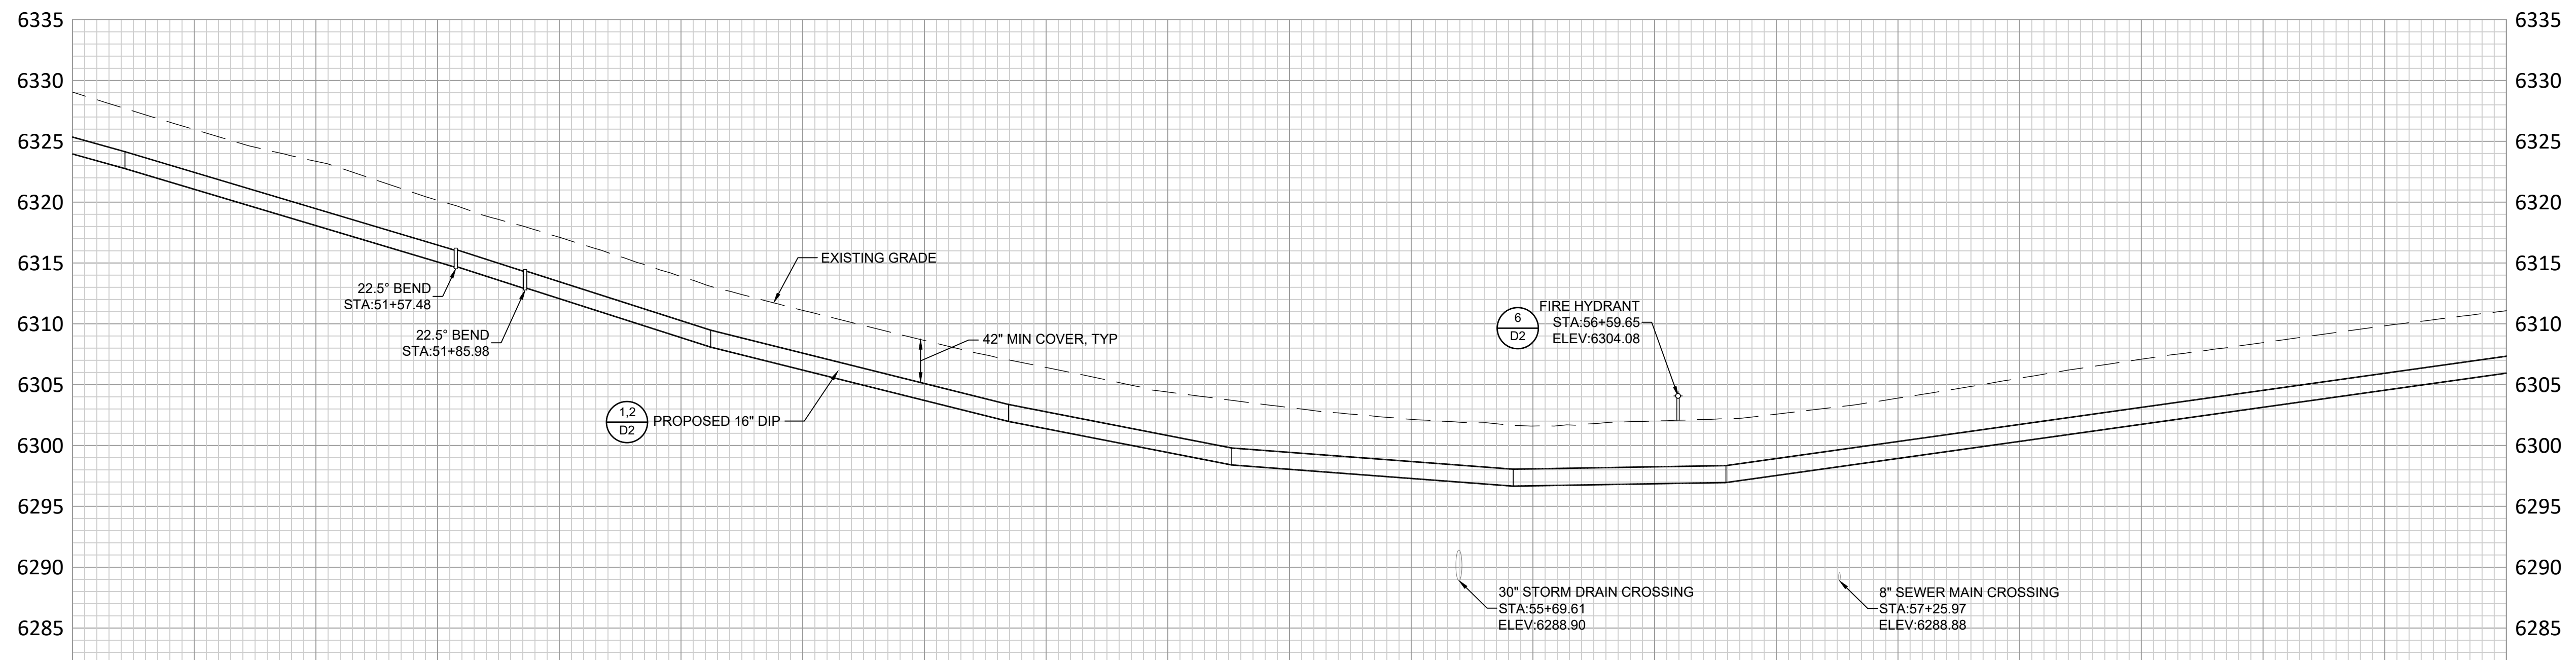 6335
6330
6325
6320
6315
6310
6305
6300
6295
6290
6285
22.5° BEND
STA:51+57.48
22.5° BEND
STA:51+85.98
EXISTING GRADE
42" MIN COVER, TYP
1,2
D2
PROPOSED 16" DIP
6
D2
FIRE HYDRANT
STA:56+59.65
ELEV:6304.08
30" STORM DRAIN CROSSING
STA:55+69.61
ELEV:6288.90
8" SEWER MAIN CROSSING
STA:57+25.97
ELEV:6288.88
6335
6330
6325
6320
6315
6310
6305
6300
6295
6290
6285